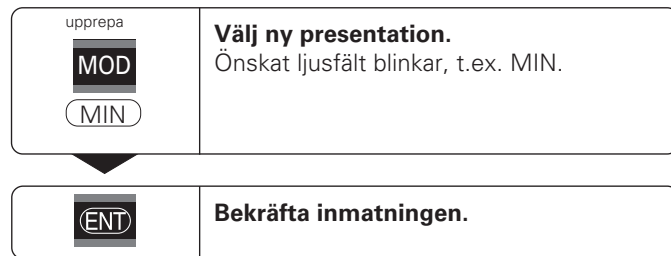 upprepa
MOD
MIN
Välj ny presentation.
Önskat ljusfält blinkar, t.ex. MIN.
ENT
Bekräfta inmatningen.